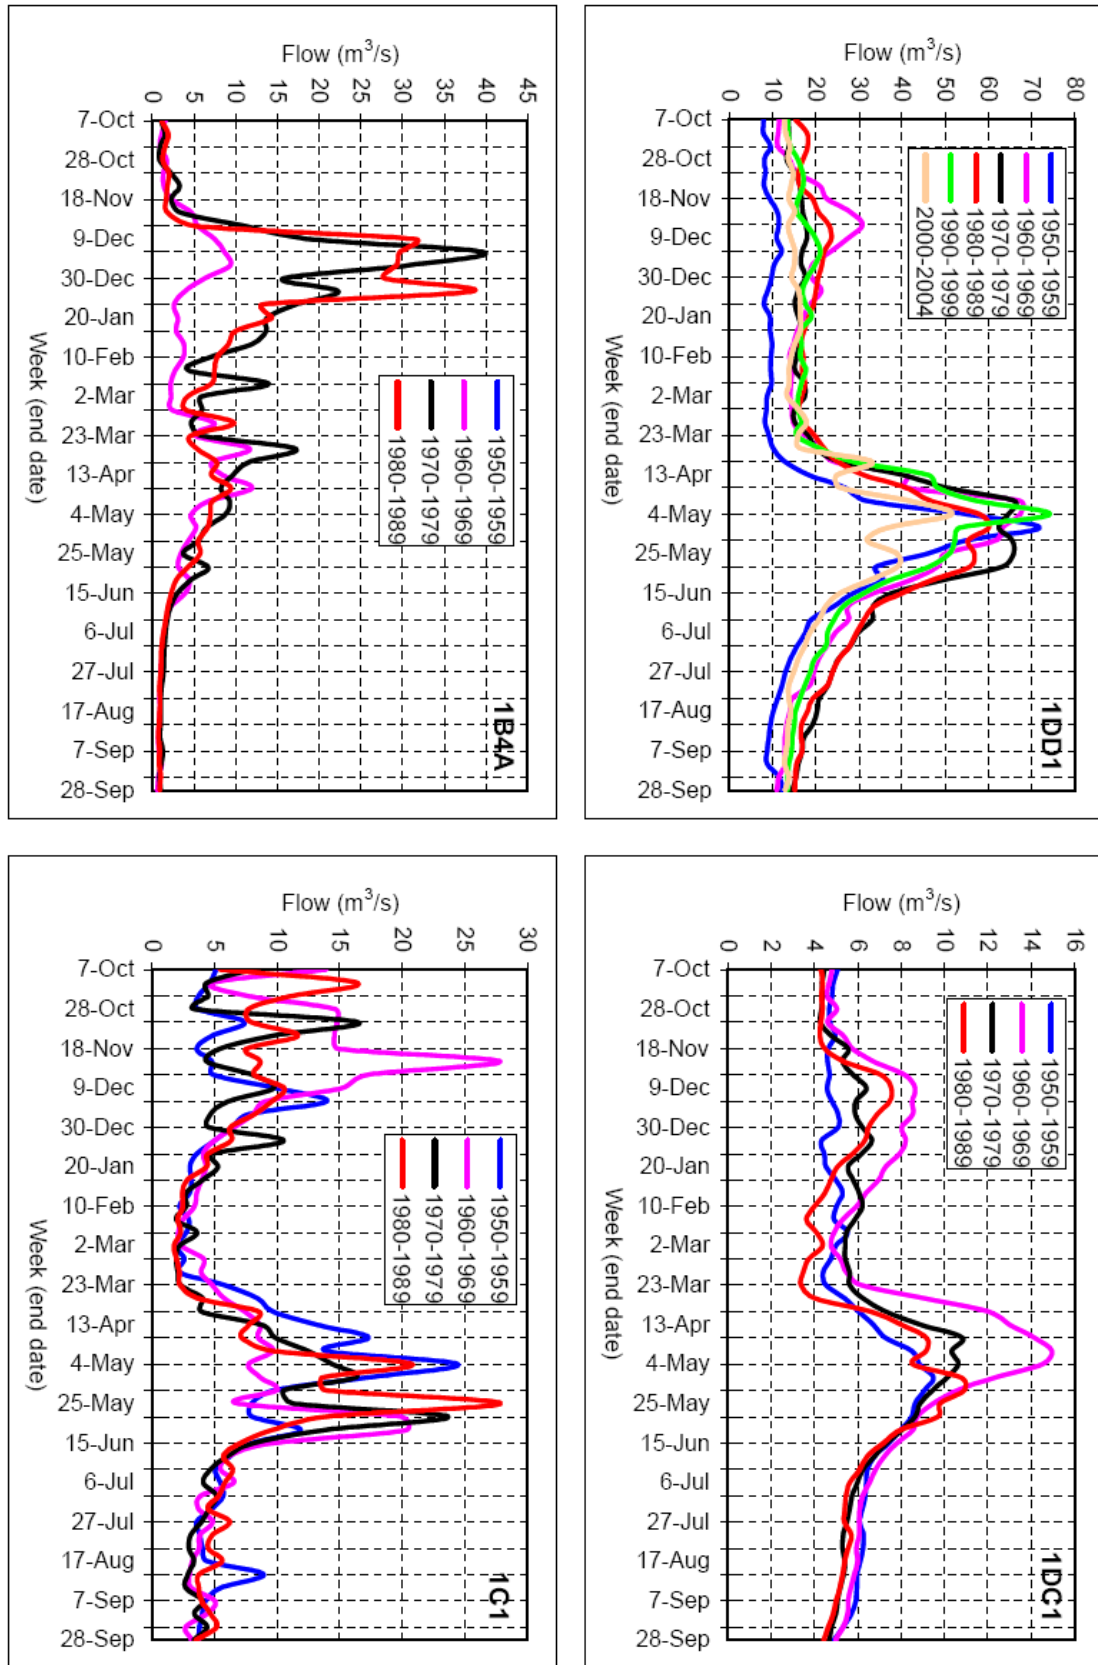 1DD1
Flow (m³/s)
80
70
60
50
40
30
20
10
0
1950-1959
1960-1969
1970-1979
1980-1989
1990-1999
2000-2004
7-Oct
28-Oct
18-Nov
9-Dec
30-Dec
20-Jan
10-Feb
2-Mar
23-Mar
13-Apr
4-May
25-May
15-Jun
6-Jul
27-Jul
17-Aug
7-Sep
28-Sep
Week (end date)
1DC1
Flow (m³/s)
16
14
12
10
8
6
4
2
0
1950-1959
1960-1969
1970-1979
1980-1989
7-Oct
28-Oct
18-Nov
9-Dec
30-Dec
20-Jan
10-Feb
2-Mar
23-Mar
13-Apr
4-May
25-May
15-Jun
6-Jul
27-Jul
17-Aug
7-Sep
28-Sep
Week (end date)
1B4A
Flow (m³/s)
45
40
35
30
25
20
15
10
5
0
1950-1959
1960-1969
1970-1979
1980-1989
7-Oct
28-Oct
18-Nov
9-Dec
30-Dec
20-Jan
10-Feb
2-Mar
23-Mar
13-Apr
4-May
25-May
15-Jun
6-Jul
27-Jul
17-Aug
7-Sep
28-Sep
Week (end date)
1C1
Flow (m³/s)
30
25
20
15
10
5
0
1950-1959
1960-1969
1970-1979
1980-1989
7-Oct
28-Oct
18-Nov
9-Dec
30-Dec
20-Jan
10-Feb
2-Mar
23-Mar
13-Apr
4-May
25-May
15-Jun
6-Jul
27-Jul
17-Aug
7-Sep
28-Sep
Week (end date)